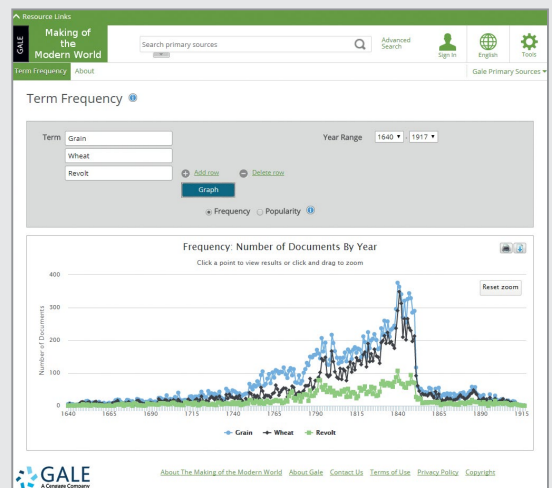 Resource Links
GALE
Making of
the
Modern World
Search primary sources
Advanced
Search
Sign In
English
Tools
Term Frequency About
Gale Primary Sources
Term Frequency
Term Grain
Year Range 1640 - 1917
Wheat
Revolt
Add row Delete row
Graph
Frequency Popularity
Frequency: Number of Documents By Year
Click a point to view results or click and drag to zoom
Reset zoom
Number of Documents
400
300
200
100
0
1640 1665 1690 1715 1740 1765 1790 1815 1840 1865 1890 1915
Grain Wheat Revolt
GALE
A Cengage Company
About The Making of the Modern World About Gale Contact Us Terms of Use Privacy Policy Copyright